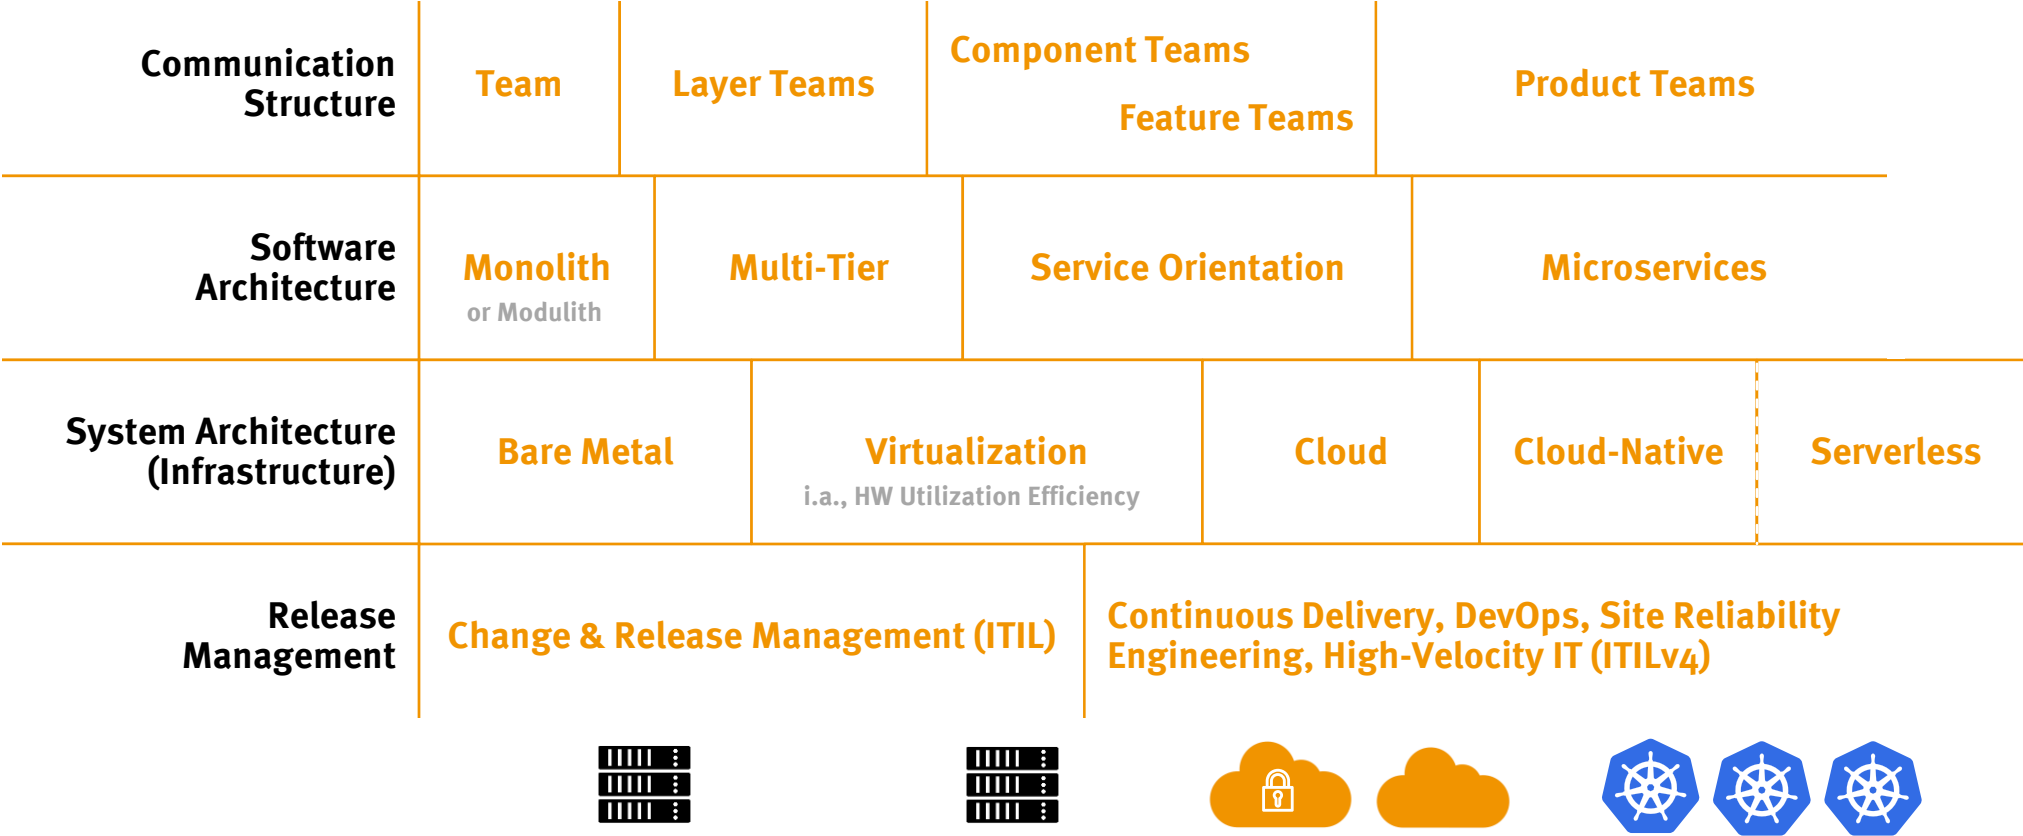 Communication
Structure
Team
Layer Teams
Component Teams
Feature Teams
Product Teams
Software
Architecture
Monolith
or Modulith
Multi-Tier
Service Orientation
Microservices
System Architecture
(Infrastructure)
Bare Metal
Virtualization
i.a., HW Utilization Efficiency
Cloud
Cloud-Native
Serverless
Release
Management
Change & Release Management (ITIL)
Continuous Delivery, DevOps, Site Reliability
Engineering, High-Velocity IT (ITILv4)